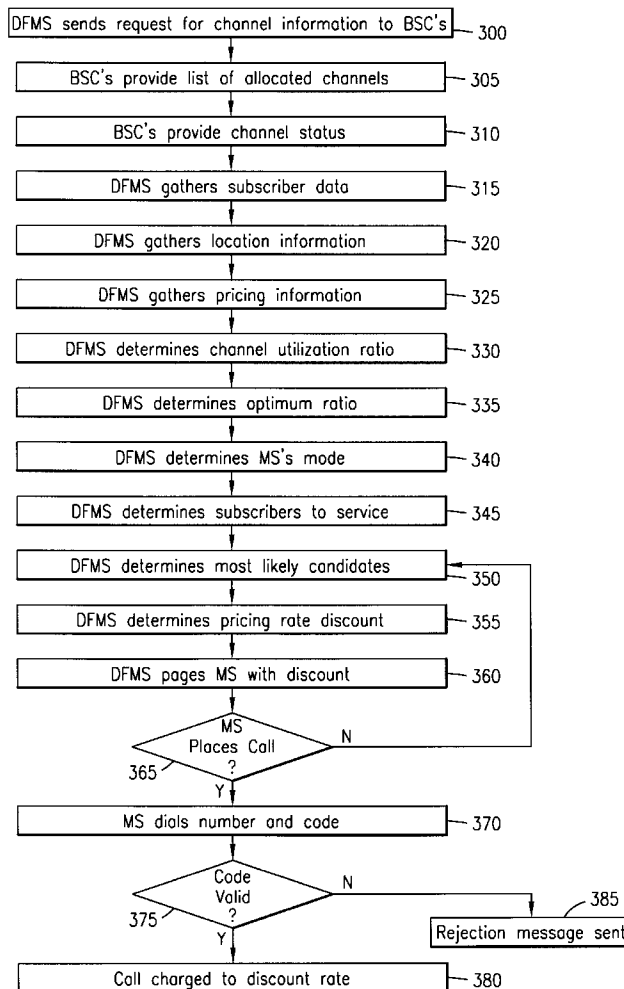 DFMS sends request for channel information to BSC's
300
BSC's provide list of allocated channels
305
BSC's provide channel status
310
DFMS gathers subscriber data
315
DFMS gathers location information
320
DFMS gathers pricing information
325
DFMS determines channel utilization ratio
330
DFMS determines optimum ratio
335
DFMS determines MS's mode
340
DFMS determines subscribers to service
345
DFMS determines most likely candidates
350
DFMS determines pricing rate discount
355
DFMS pages MS with discount
360
MS
Places Call
?
N
365
Y
MS dials number and code
370
Code
Valid
?
N
375
Y
385
Rejection message sent
Call charged to discount rate
380